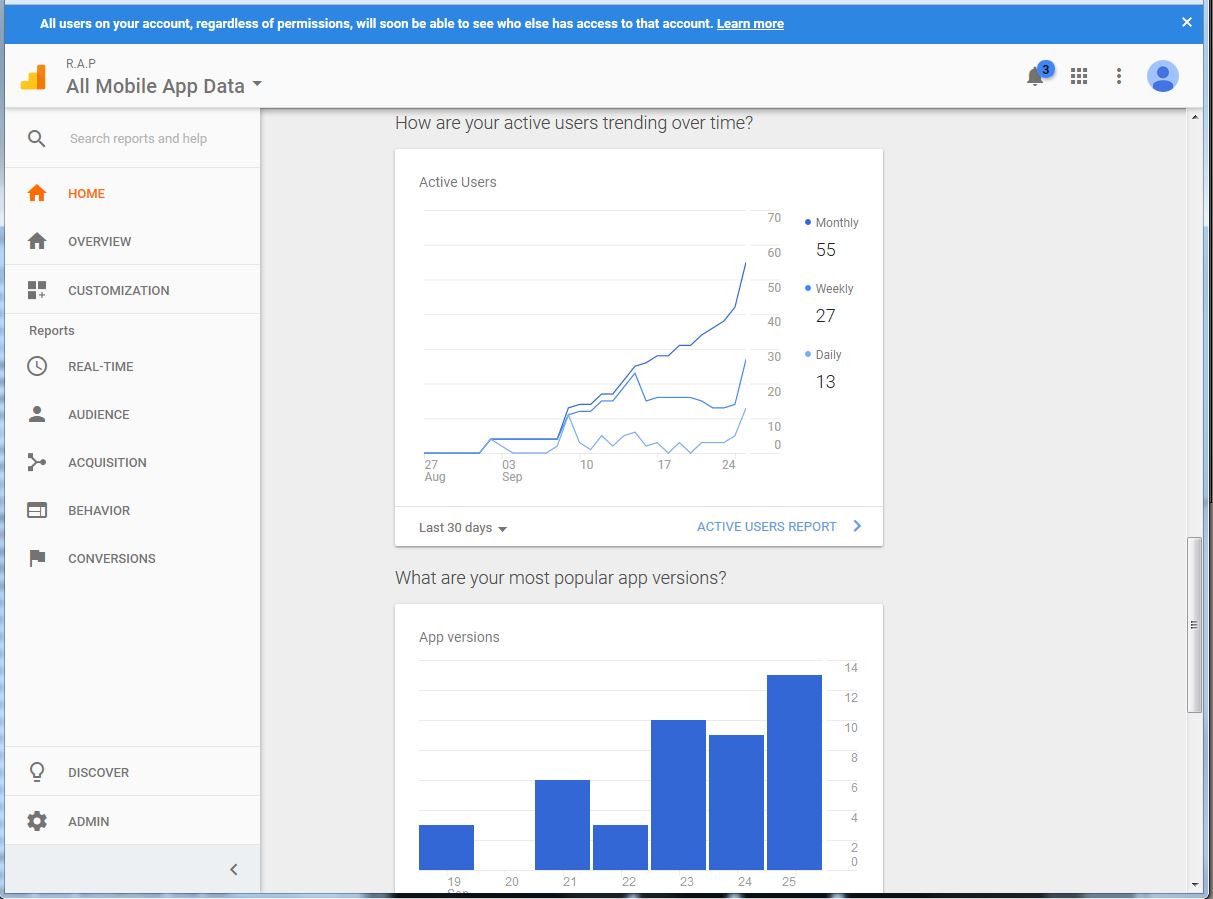 All users on your account, regardless of permissions, will soon be able to see who else has access to that account. Learn more
R.A.P
All Mobile App Data
3
Search reports and help
HOME
OVERVIEW
CUSTOMIZATION
Reports
REAL-TIME
AUDIENCE
ACQUISITION
BEHAVIOR
CONVERSIONS
DISCOVER
ADMIN
How are your active users trending over time?
Active Users
70
60
50
40
30
20
10
0
27 03 10 17 24
Aug Sep
Monthly
55
Weekly
27
Daily
13
Last 30 days
ACTIVE USERS REPORT
What are your most popular app versions?
App versions
14
12
10
8
6
4
2
0
19 20 21 22 23 24 25
Sep